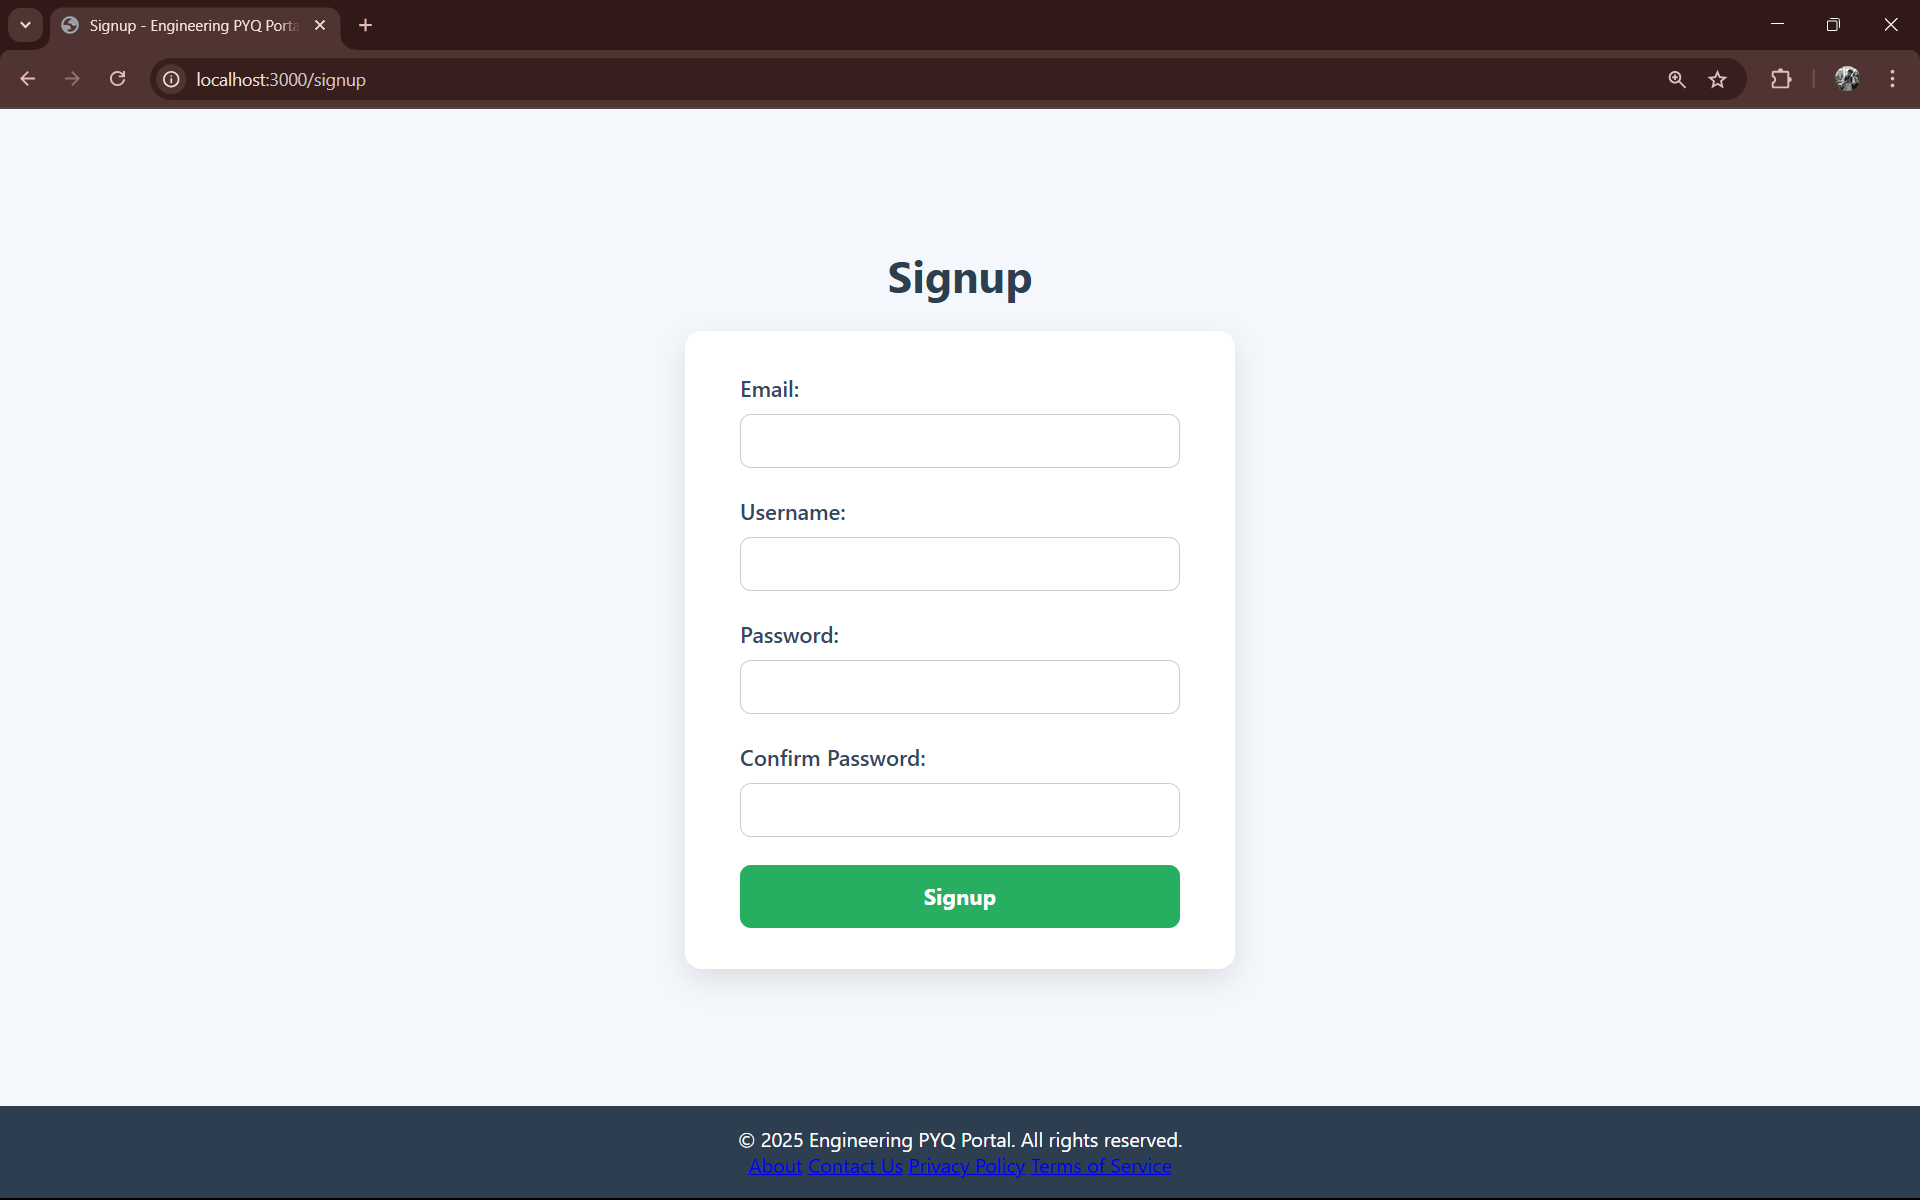 Signup - Engineering PYQ Porta
localhost:3000/signup
Signup
Email:
Username:
Password:
Confirm Password:
Signup
© 2025 Engineering PYQ Portal. All rights reserved.
About Contact Us Privacy Policy Terms of Service